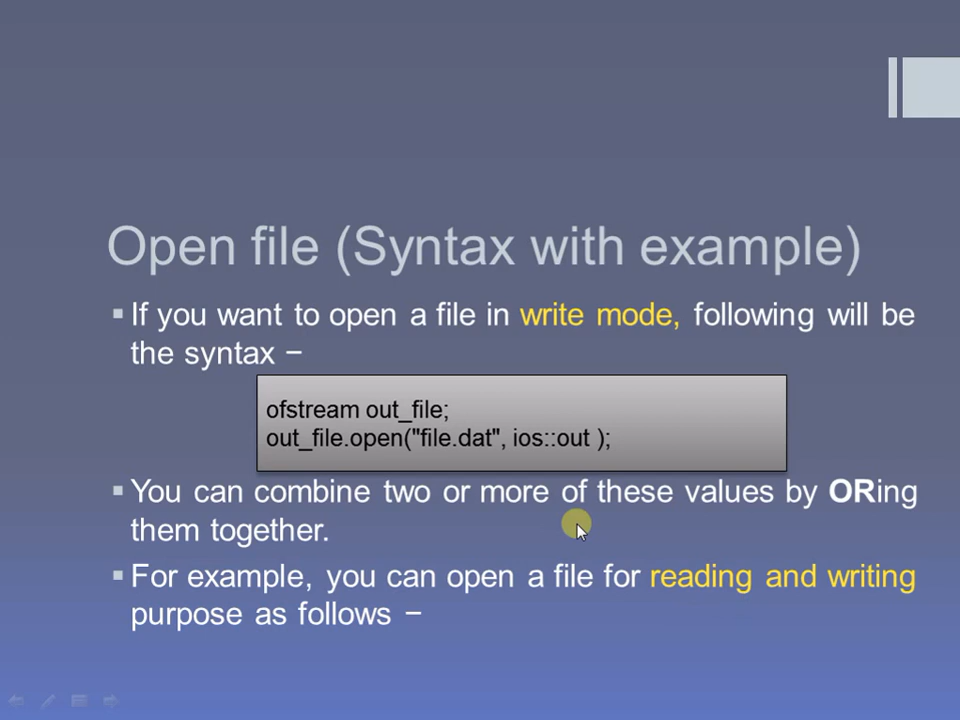 Open file (Syntax with example)
▪ If you want to open a file in write mode, following will be
the syntax −
ofstream out_file;
out_file.open("file.dat", ios::out );
▪ You can combine two or more of these values by ORing
them together.
▪ For example, you can open a file for reading and writing
purpose as follows −